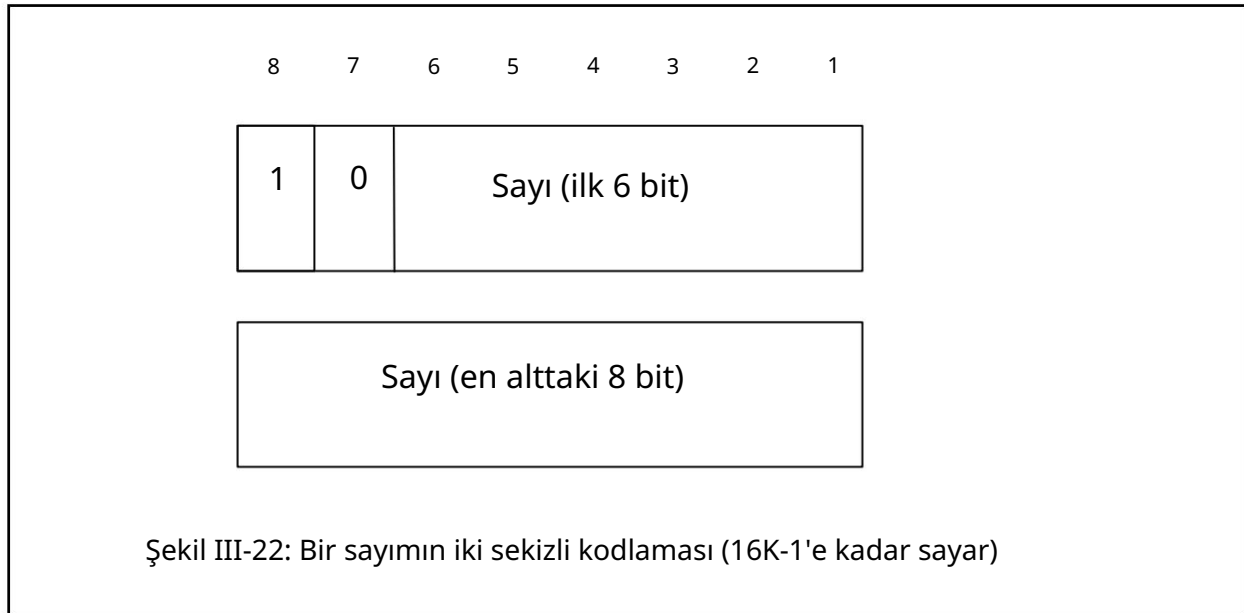 8 7 6 5 4 3 2 1
1 0 Sayı (ilk 6 bit)
Sayı (en alttaki 8 bit)
Şekil III-22: Bir sayımın iki sekizli kodlaması (16K-1'e kadar sayar)